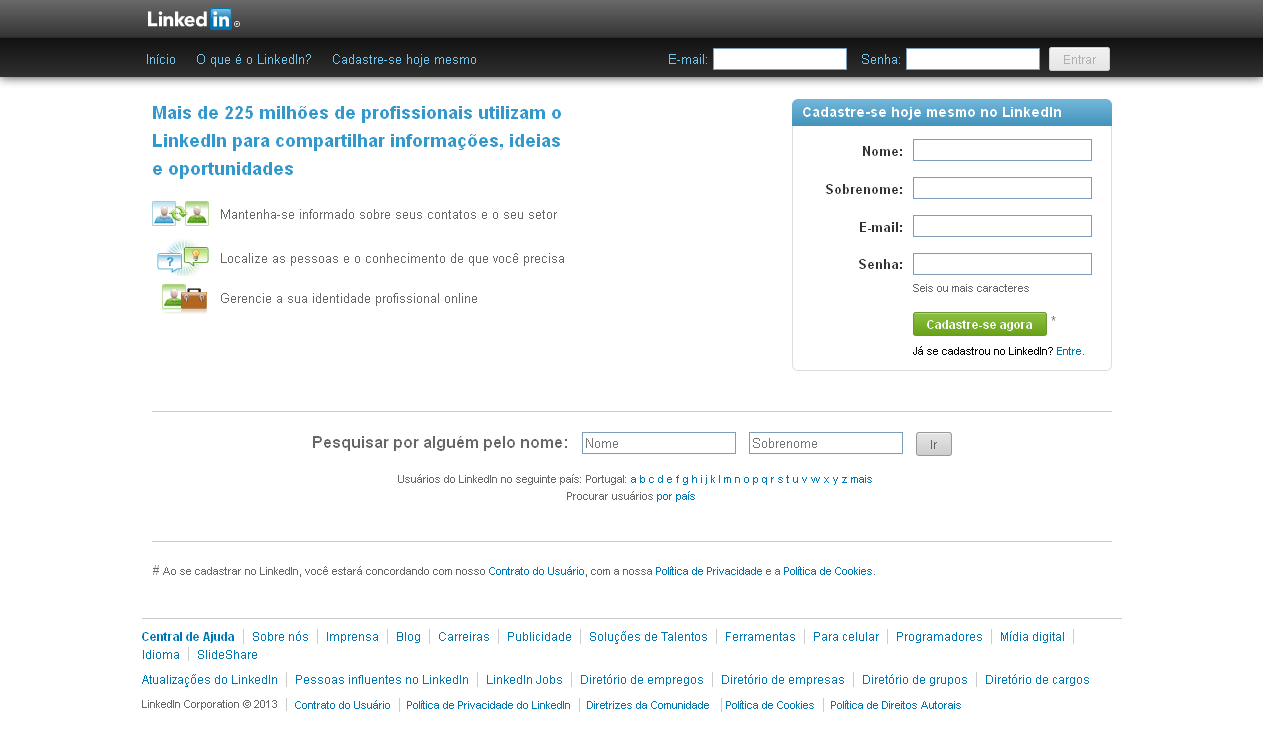 Linked in ®
Início O que é o LinkedIn? Cadastre-se hoje mesmo E-mail: Senha: Entrar
Mais de 225 milhões de profissionais utilizam o
LinkedIn para compartilhar informações, ideias
e oportunidades
Mantenha-se informado sobre seus contatos e o seu setor
Localize as pessoas e o conhecimento de que você precisa
Gerencie a sua identidade profissional online
Cadastre-se hoje mesmo no LinkedIn
Nome:
Sobrenome:
E-mail:
Senha:
Seis ou mais caracteres
Cadastre-se agora *
Já se cadastrou no LinkedIn? Entre.
Pesquisar por alguém pelo nome: Nome Sobrenome Ir
Usuários do LinkedIn no seguinte país: Portugal: a b c d e f g h i j k l m n o p q r s t u v w x y z mais
Procurar usuários por país
# Ao se cadastrar no LinkedIn, você estará concordando com nosso Contrato do Usuário, com a nossa Política de Privacidade e a Política de Cookies.
Central de Ajuda Sobre nós Imprensa Blog Carreiras Publicidade Soluções de Talentos Ferramentas Para celular Programadores Mídia digital
Idioma SlideShare
Atualizações do LinkedIn Pessoas influentes no LinkedIn LinkedIn Jobs Diretório de empregos Diretório de empresas Diretório de grupos Diretório de cargos
LinkedIn Corporation © 2013 Contrato do Usuário Política de Privacidade do LinkedIn Diretrizes da Comunidade Política de Cookies Política de Direitos Autorais